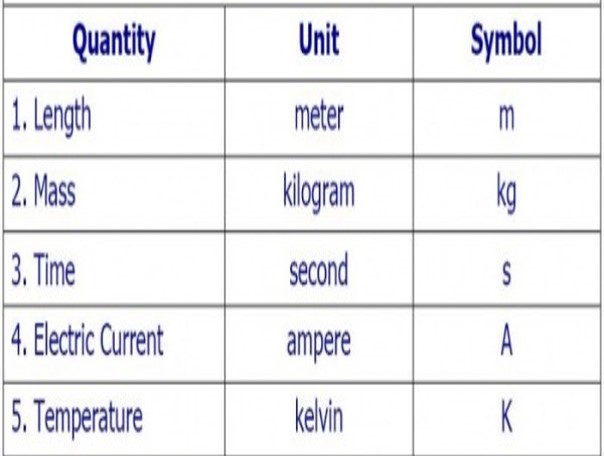 Quantity Unit Symbol
1. Length meter m
2. Mass kilogram kg
3. Time second s
4. Electric Current ampere A
5. Temperature kelvin K